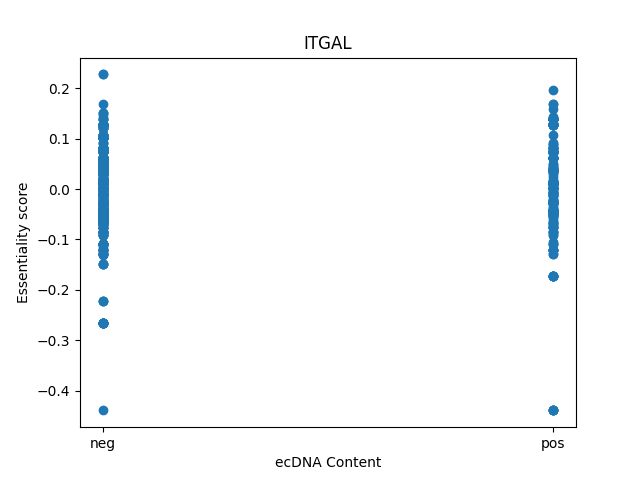 ITGAL
Essentiality score
0.2
0.1
0.0
−0.1
−0.2
−0.3
−0.4
neg
pos
ecDNA Content